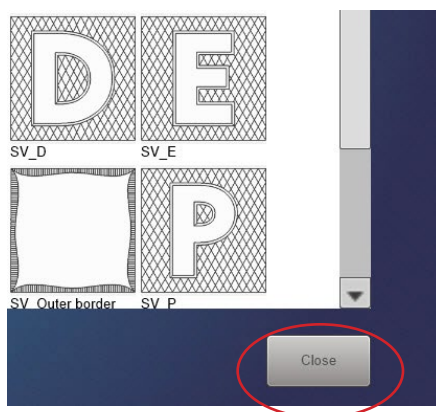 D E
SV_D SV_E
P
SV_Outer border SV_P
Close